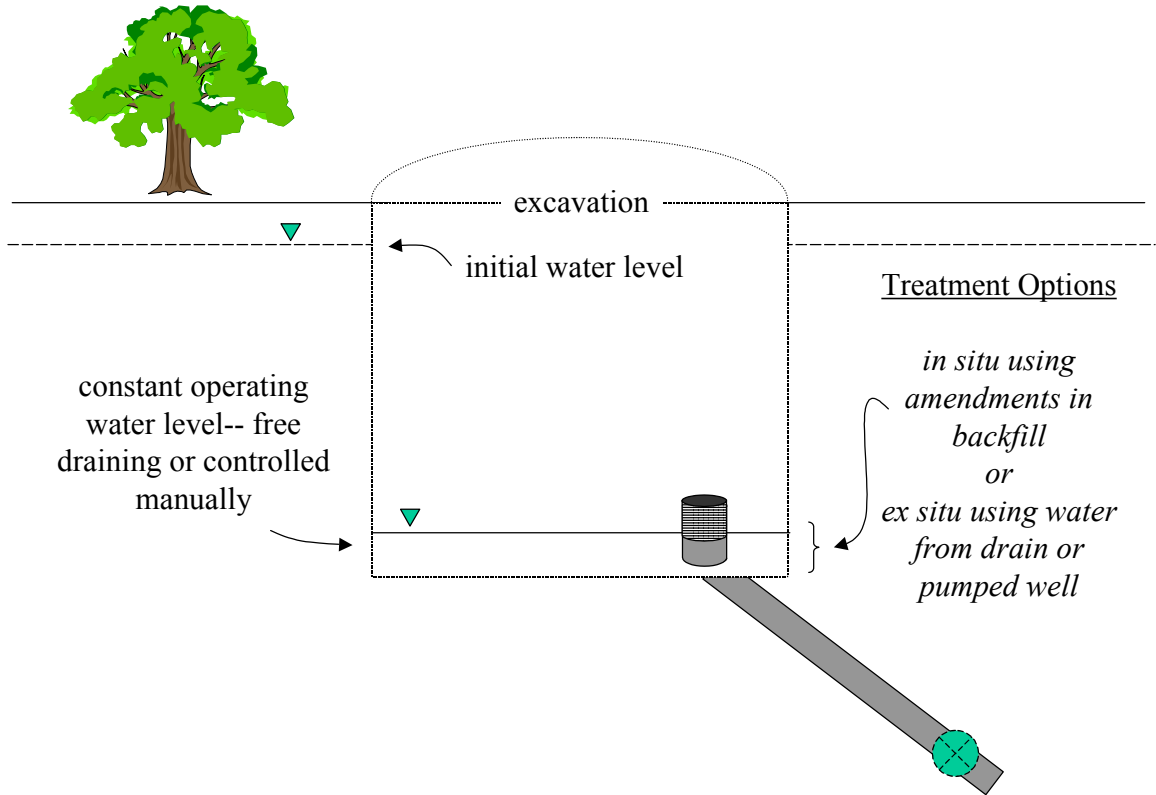 excavation
initial water level
Treatment Options
in situ using
amendments in
backfill
or
ex situ using water
from drain or
pumped well
constant operating
water level-- free
draining or controlled
manually